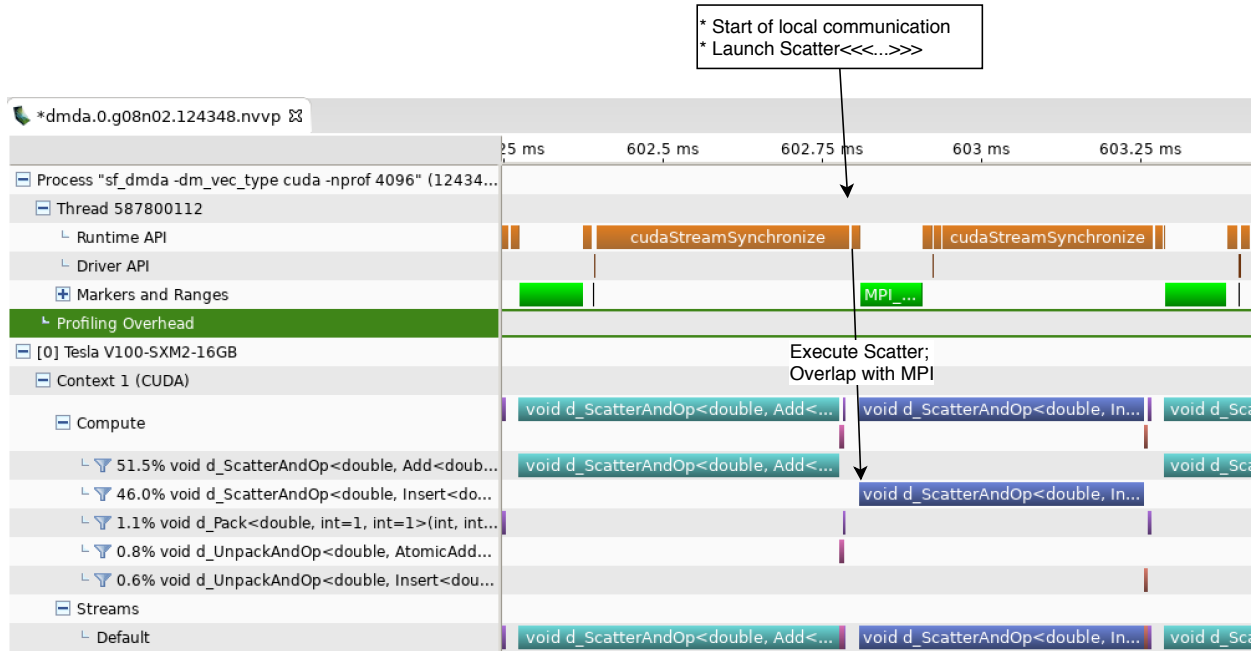 * Start of local communication
* Launch Scatter<<<...>>>
*dmda.0.g08n02.124348.nvvp
25 ms 602.5 ms 602.75 ms 603 ms 603.25 ms
Process "sf_dmda -dm_vec_type cuda -nprof 4096" (12434...
Thread 587800112
Runtime API cudaStreamSynchronize cudaStreamSynchronize
Driver API
Markers and Ranges MPI_...
Profiling Overhead
[0] Tesla V100-SXM2-16GB
Execute Scatter;
Overlap with MPI
Context 1 (CUDA)
void d_ScatterAndOp<double, Add<... void d_ScatterAndOp<double, In... void d_Sca
Compute
51.5% void d_ScatterAndOp<double, Add<doub... void d_ScatterAndOp<double, Add<... void d_Sca
46.0% void d_ScatterAndOp<double, Insert<do... void d_ScatterAndOp<double, In...
1.1% void d_Pack<double, int=1, int=1>(int, int...
0.8% void d_UnpackAndOp<double, AtomicAdd...
0.6% void d_UnpackAndOp<double, Insert<dou...
Streams
Default void d_ScatterAndOp<double, Add<... void d_ScatterAndOp<double, In... void d_Sca